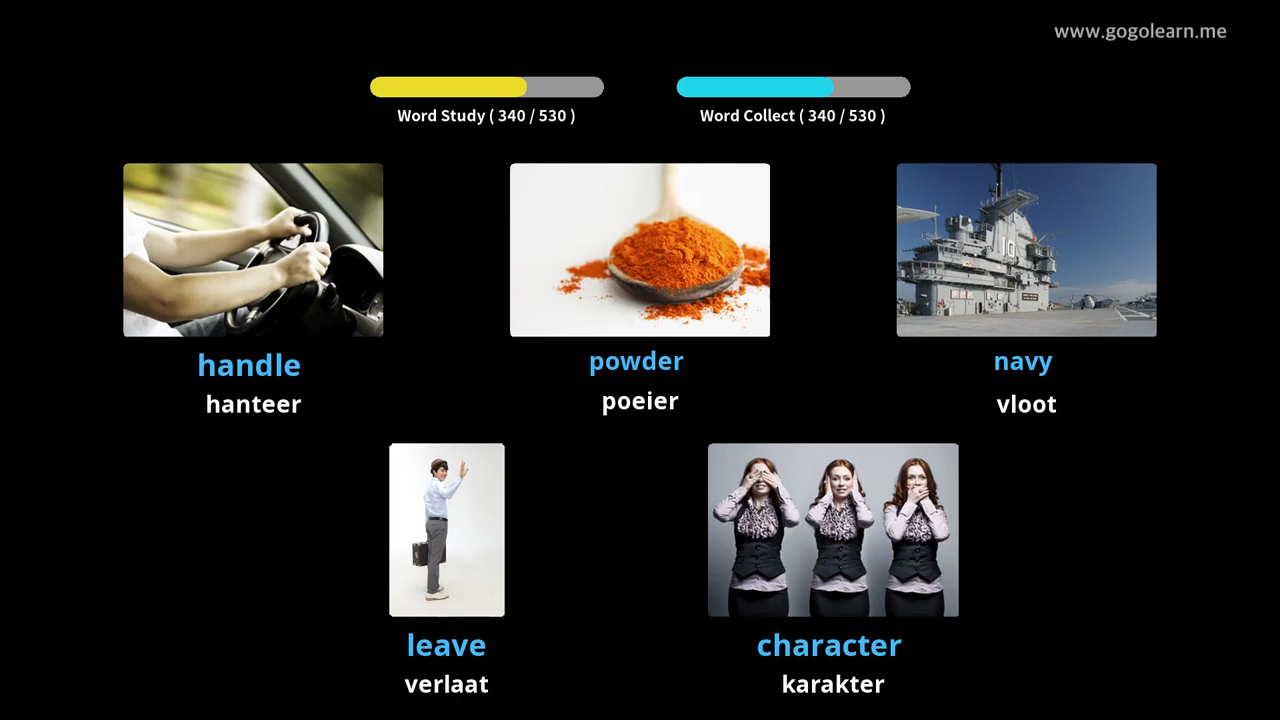 www.gogolearn.me
Word Study ( 340 / 530 )
Word Collect ( 340 / 530 )
handle
hanteer
powder
poeier
navy
vloot
10
leave
verlaat
character
karakter